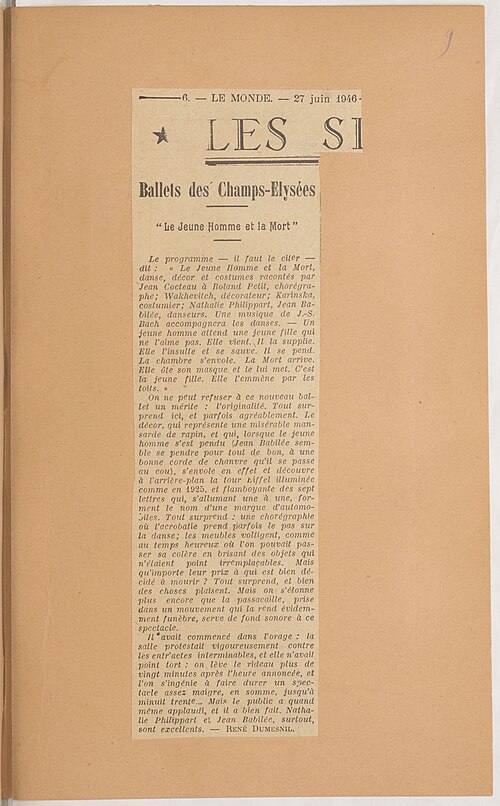 9
6. — LE MONDE. — 27 juin 1946
★ LES SI
Ballets des Champs-Elysées
"Le Jeune Homme et la Mort"
Le programme — il faut le citer —
dit : « Le Jeune Homme et la Mort,
danse, décor et costumes racontés par
Jean Cocteau à Roland Petit, chorégra-
phe; Wakhevitch, décorateur; Karinska,
costumier; Nathalie Philippart, Jean Ba-
bilée, danseurs. Une musique de J.-S.
Bach accompagnera les danses. — Un
jeune homme attend une jeune fille qui
ne l'aime pas. Elle vient. Il la supplie.
Elle l'insulte et se sauve. Il se pend.
La chambre s'envole. La Mort arrive.
Elle ôte son masque et le lui met. C'est
la jeune fille. Elle l'emmène par les
toits. »
On ne peut refuser à ce nouveau bal-
let un mérite : l'originalité. Tout sur-
prend ici, et parfois agréablement. Le
décor, qui représente une misérable man-
sarde de rapin, et qui, lorsque le jeune
homme s'est pendu (Jean Babilée sem-
ble se pendre pour tout de bon, à une
bonne corde de chanvre qu'il se passe
au cou), s'envole en effet et découvre
à l'arrière-plan la tour Eiffel illuminée
comme en 1925, et flamboyante des sept
lettres qui, s'allumant une à une, for-
ment le nom d'une marque d'automo-
biles. Tout surprend : une chorégraphie
où l'acrobatie prend parfois le pas sur
la danse; les meubles voltigent, comme
au temps heureux où l'on pouvait pas-
ser sa colère en brisant des objets qui
n'étaient point irremplaçables. Mais
qu'importe leur prix à qui est bien dé-
cidé à mourir ? Tout surprend, et bien
des choses plaisent. Mais on s'étonne
plus encore que la passacaille, prise
dans un mouvement qui la rend évidem-
ment funèbre, serve de fond sonore à ce
spectacle.
Il avait commencé dans l'orage : la
salle protestait vigoureusement contre
les entr'actes interminables, et elle n'avait
point tort : on lève le rideau plus de
vingt minutes après l'heure annoncée, et
l'on s'ingénie à faire durer un spec-
tacle assez maigre, en somme, jusqu'à
minuit trente... Mais le public a quand
même applaudi, et il a bien fait. Natha-
lie Philippart et Jean Babilée, surtout,
sont excellents. — RENÉ DUMESNIL.